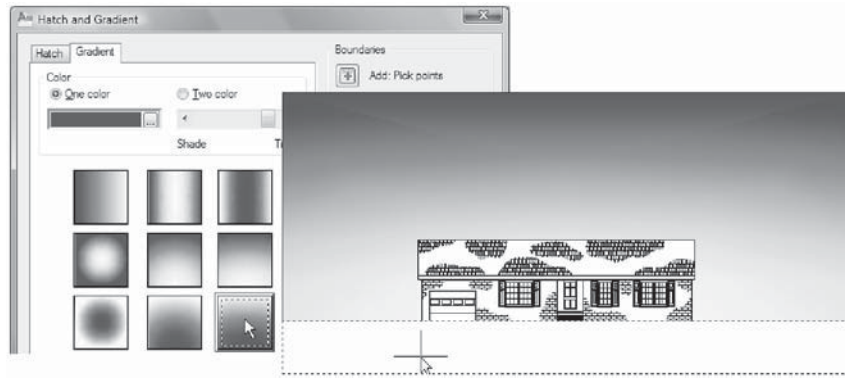 Hatch and Gradient
Hatch Gradient
Boundaries
Add: Pick points
Color
One color
Two color
Shade